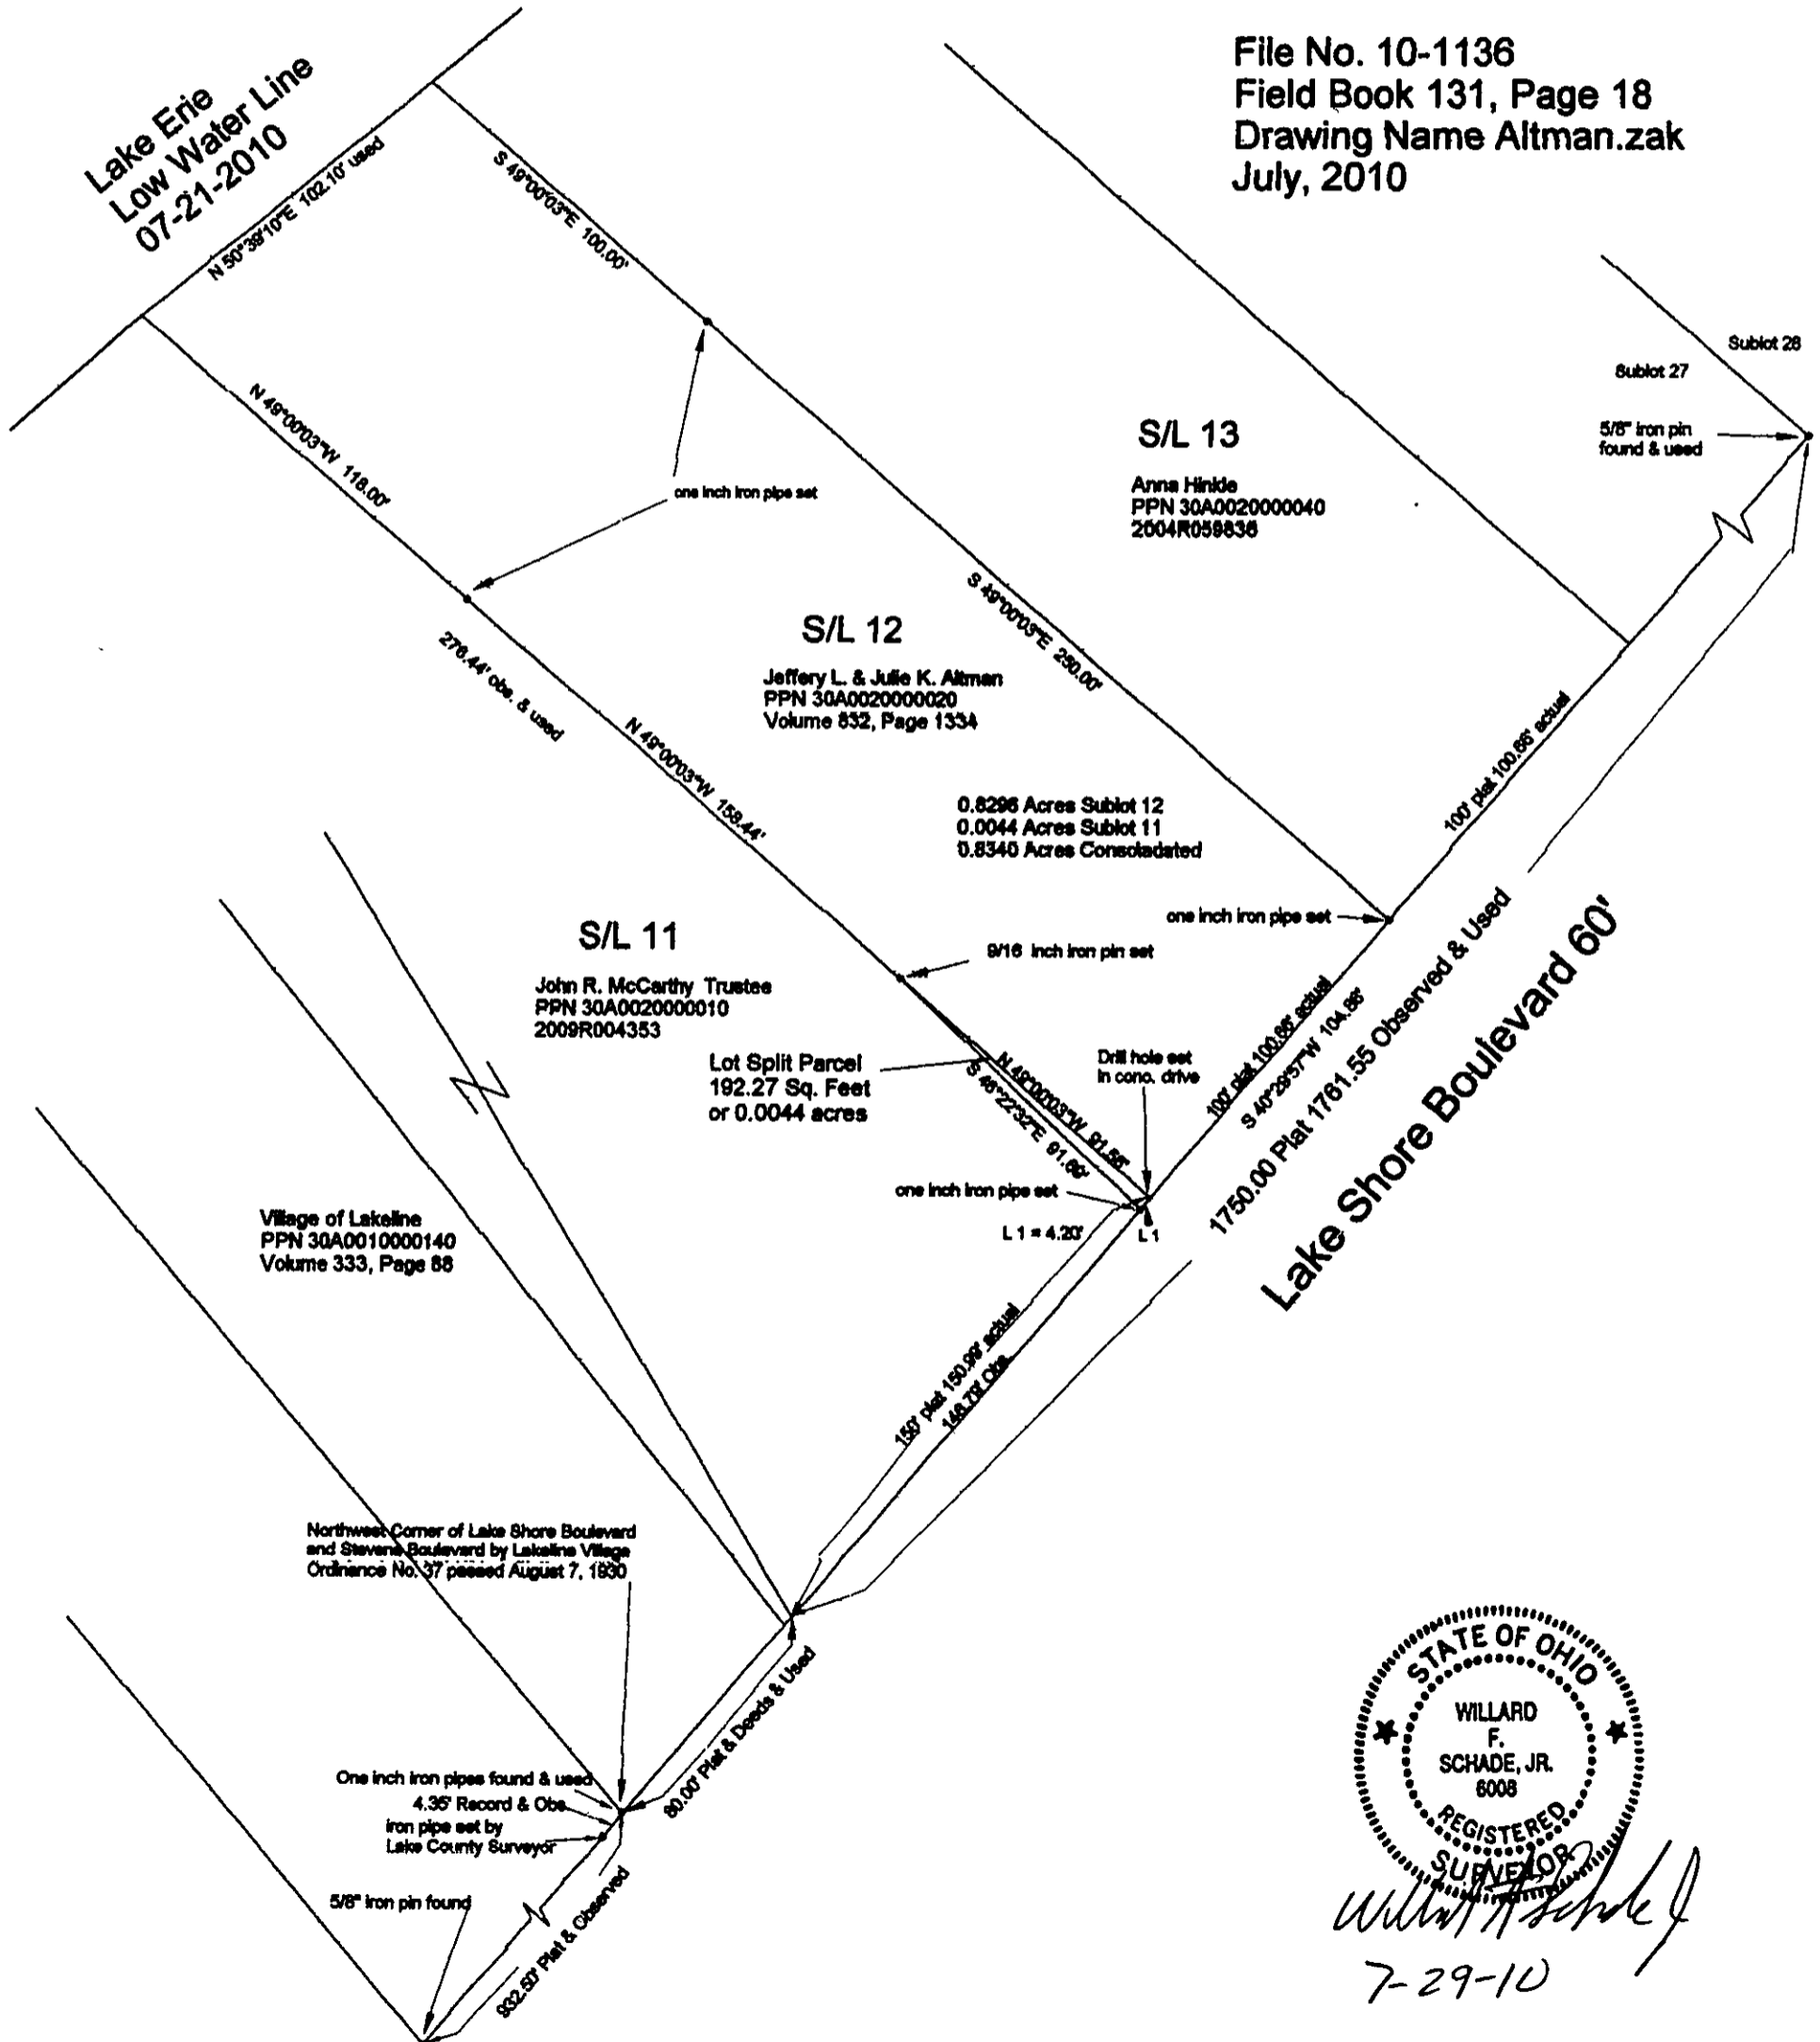 File No. 10-1136
Field Book 131, Page 18
Drawing Name Altman.zak
July, 2010
Lake Erie
Low Water Line
07-21-2010
N 50°39'10"E 102.10' used
S 49°00'03"E 100.00'
Sublot 28
Sublot 27
5/8" iron pin
found & used
N 49°00'03"W 118.00'
one inch iron pipe set
S/L 13
Anna Hinkle
PPN 30A0020000040
2004R059836
S 49°00'03"E 250.00'
S/L 12
Jeffery L. & Julie K. Altman
PPN 30A0020000020
Volume 832, Page 1334
276.44' obs. & used
N 49°00'03"W 158.44'
100' plat 100.66' actual
0.8296 Acres Sublot 12
0.0044 Acres Sublot 11
0.8340 Acres Consoladated
one inch iron pipe set
S/L 11
John R. McCarthy Trustee
PPN 30A0020000010
2009R004353
9/16 inch iron pin set
Lot Split Parcel
192.27 Sq. Feet
or 0.0044 acres
N 49°00'03"W 91.56'
S 46°22'32"E 91.66'
Drill hole set
in conc. drive
100' plat 100.66' actual
S 40°29'57"W 104.86'
1750.00 Plat 1761.55 Observed & Used
Lake Shore Boulevard 60'
one inch iron pipe set
L 1 = 4.20'
L 1
Village of Lakeline
PPN 30A0010000140
Volume 333, Page 88
150' plat 150.99' actual
146.79' Obs.
Northwest Corner of Lake Shore Boulevard
and Stevens Boulevard by Lakeline Village
Ordinance No. 37 passed August 7, 1930
80.00' Plat & Deeds & Used
One inch iron pipes found & used
4.35' Record & Obs.
iron pipe set by
Lake County Surveyor
5/8" iron pin found
932.50' Plat & Observed
STATE OF OHIO
WILLARD
F.
SCHADE, JR.
6008
REGISTERED
SURVEYOR
7-29-10